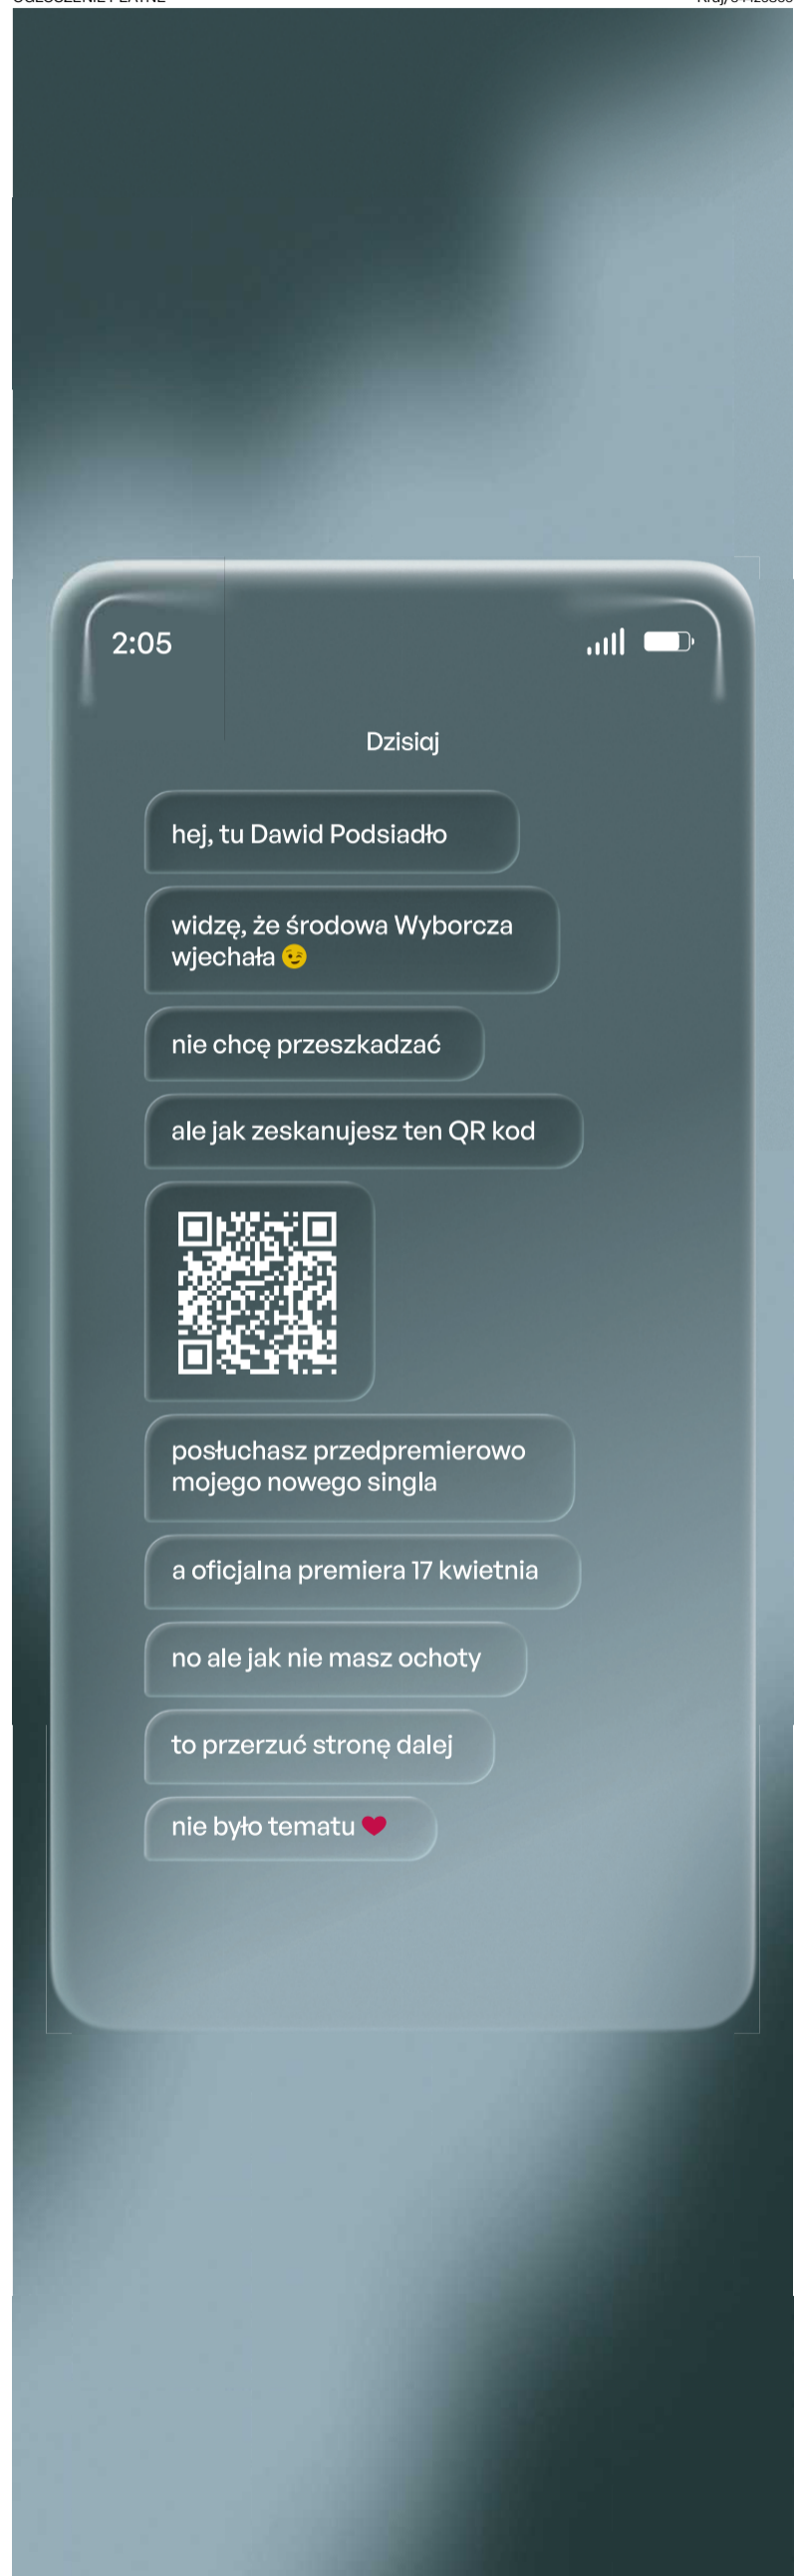 OGŁOSZENIE PŁATNE
2:05
Dzisiaj
hej, tu Dawid Podsiadło
widzę, że środowa Wyborcza
wjechała 😉
nie chcę przeszkadzać
ale jak zeskanujesz ten QR kod
posłuchasz przedpremierowo
mojego nowego singla
a oficjalna premiera 17 kwietnia
no ale jak nie masz ochoty
to przerzuć stronę dalej
nie było tematu ❤️